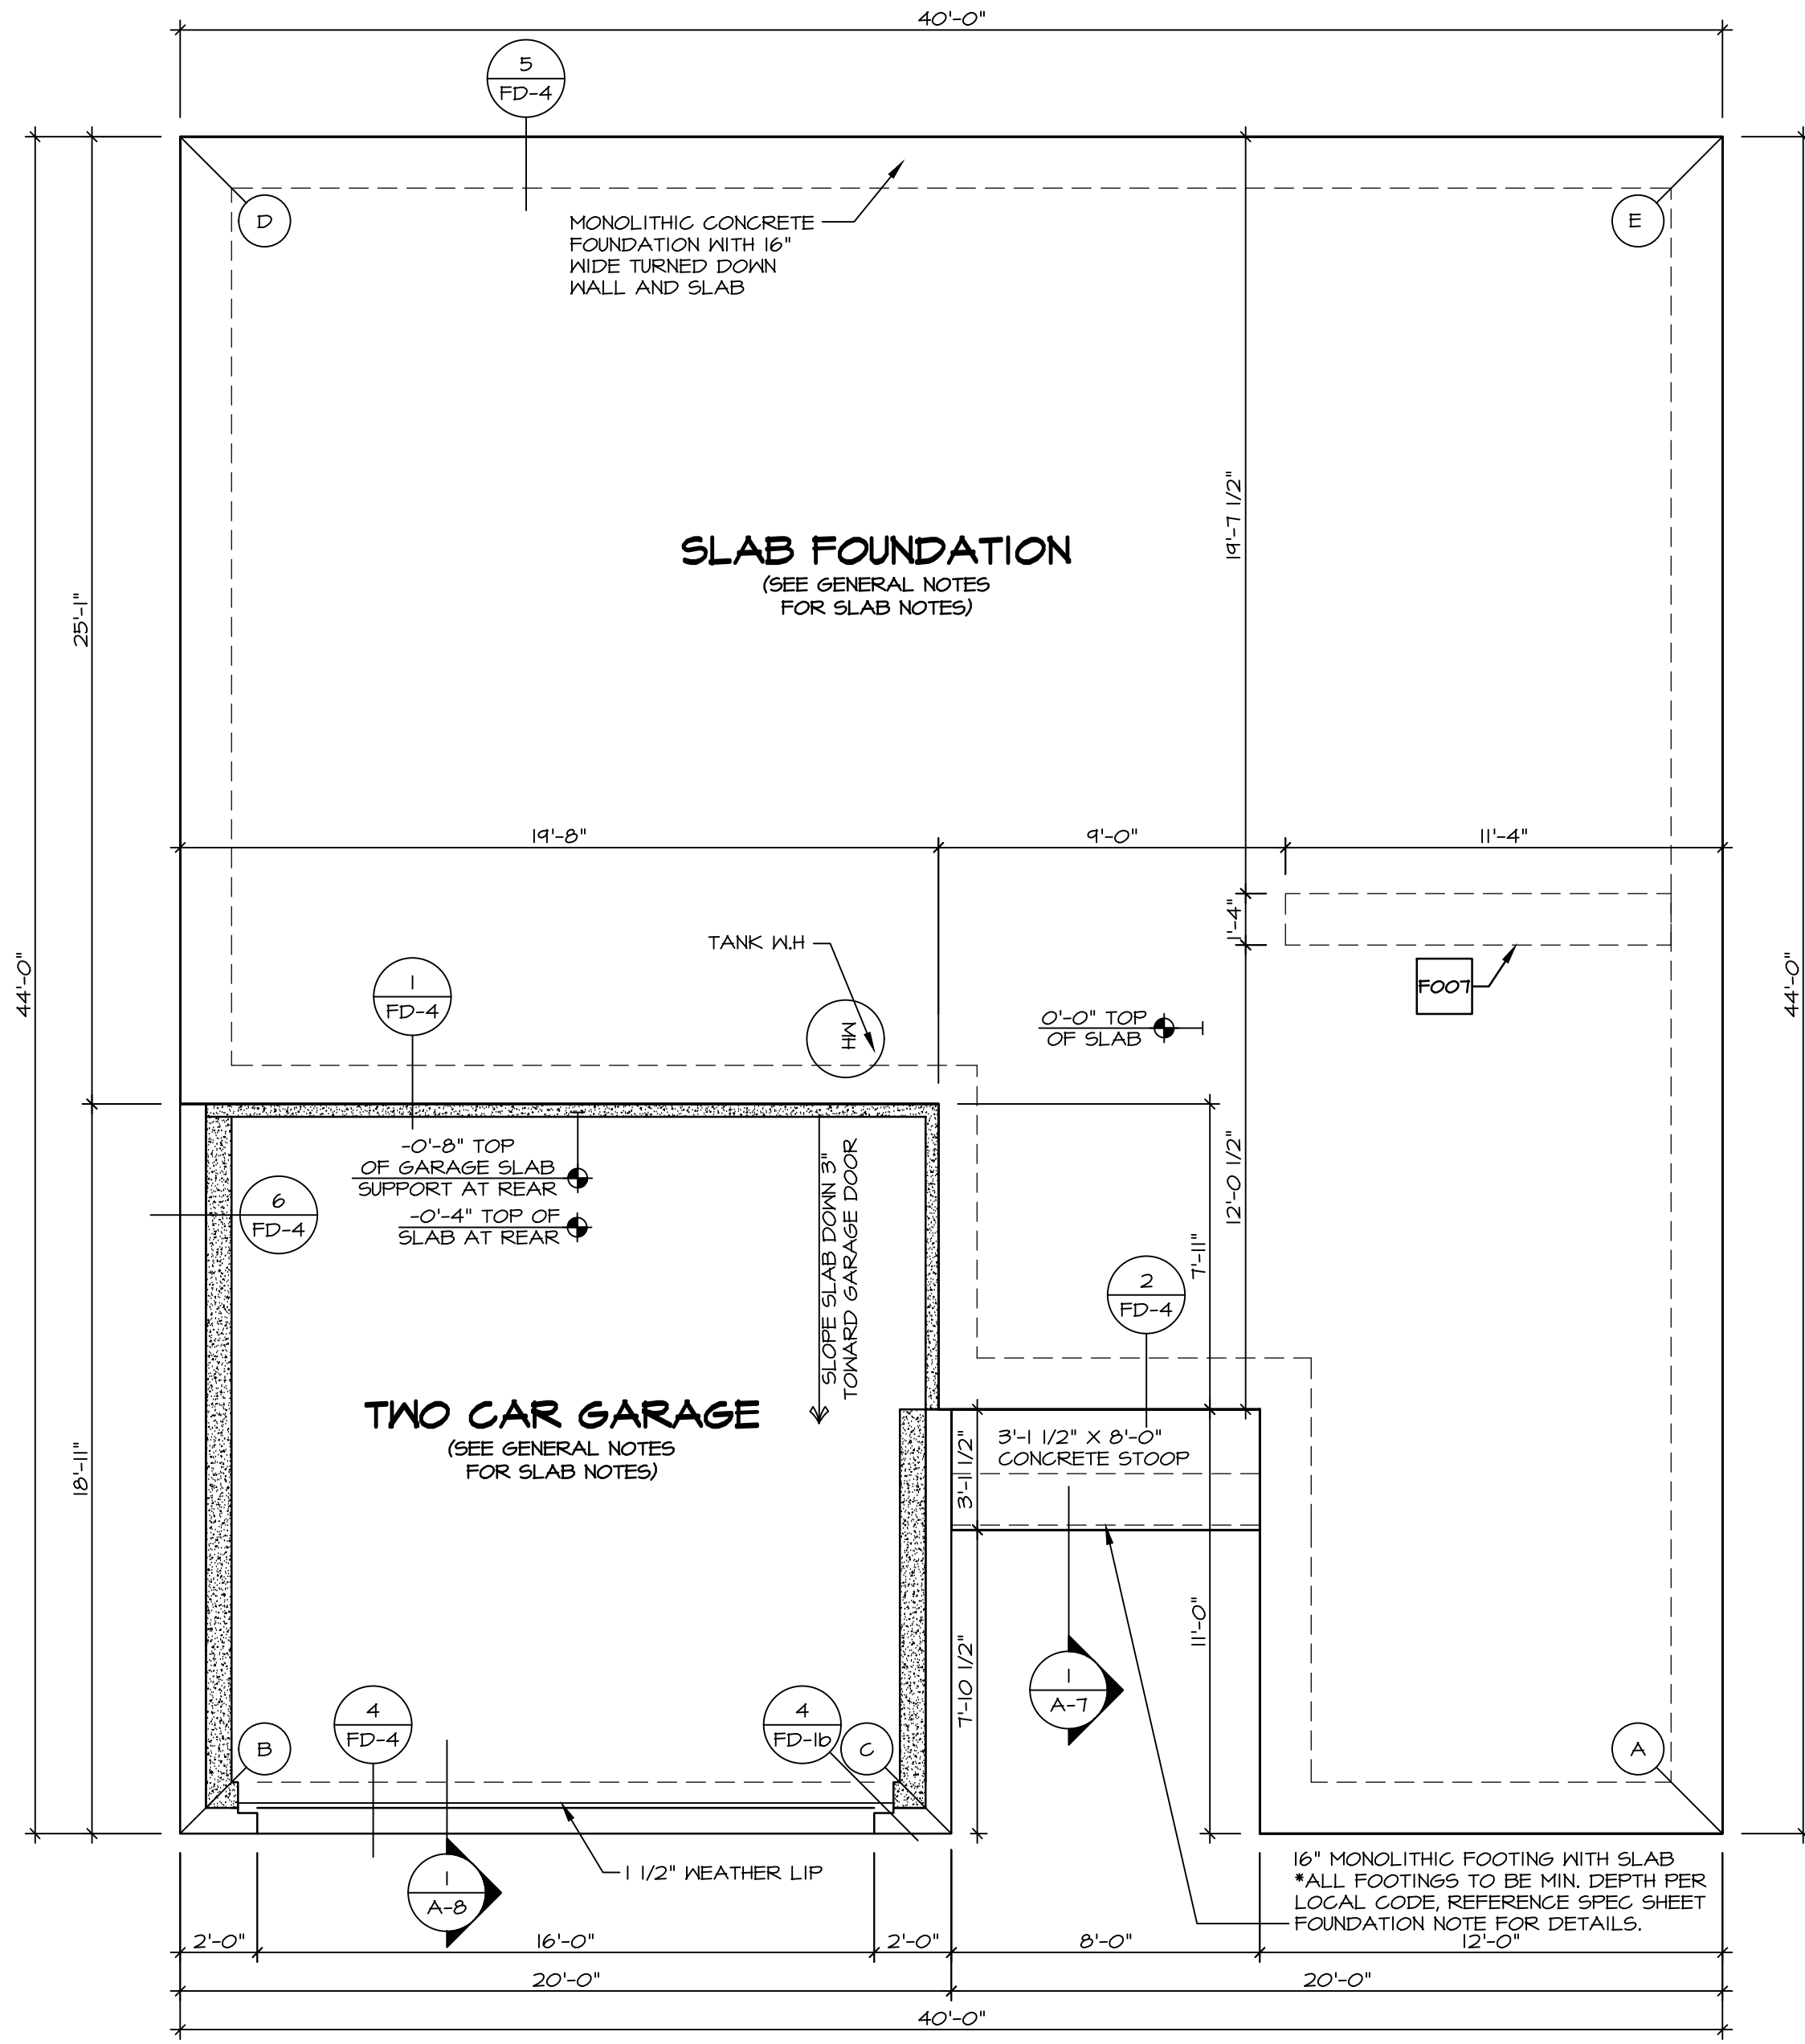 40'-0"
5
FD-4
D
E
MONOLITHIC CONCRETE
FOUNDATION WITH 16"
WIDE TURNED DOWN
WALL AND SLAB
19'-7 1/2"
SLAB FOUNDATION
(SEE GENERAL NOTES
FOR SLAB NOTES)
25'-1"
19'-8"
9'-0"
11'-4"
1'-4"
44'-0"
44'-0"
TANK W.H
WH
1
FD-4
F007
0'-0" TOP
OF SLAB
-0'-8" TOP
OF GARAGE SLAB
SUPPORT AT REAR
-0'-4" TOP OF
SLAB AT REAR
6
FD-4
SLOPE SLAB DOWN 3"
TOWARD GARAGE DOOR
12'-0 1/2"
7'-11"
2
FD-4
TWO CAR GARAGE
(SEE GENERAL NOTES
FOR SLAB NOTES)
18'-11"
3'-1 1/2" X 8'-0"
CONCRETE STOOP
3'-1 1/2"
11'-0"
7'-10 1/2"
1
A-7
4
FD-4
4
FD-1b
B
C
A
1 1/2" WEATHER LIP
1
A-8
16" MONOLITHIC FOOTING WITH SLAB
*ALL FOOTINGS TO BE MIN. DEPTH PER
LOCAL CODE, REFERENCE SPEC SHEET
FOUNDATION NOTE FOR DETAILS.
2'-0"
16'-0"
2'-0"
8'-0"
12'-0"
20'-0"
20'-0"
40'-0"